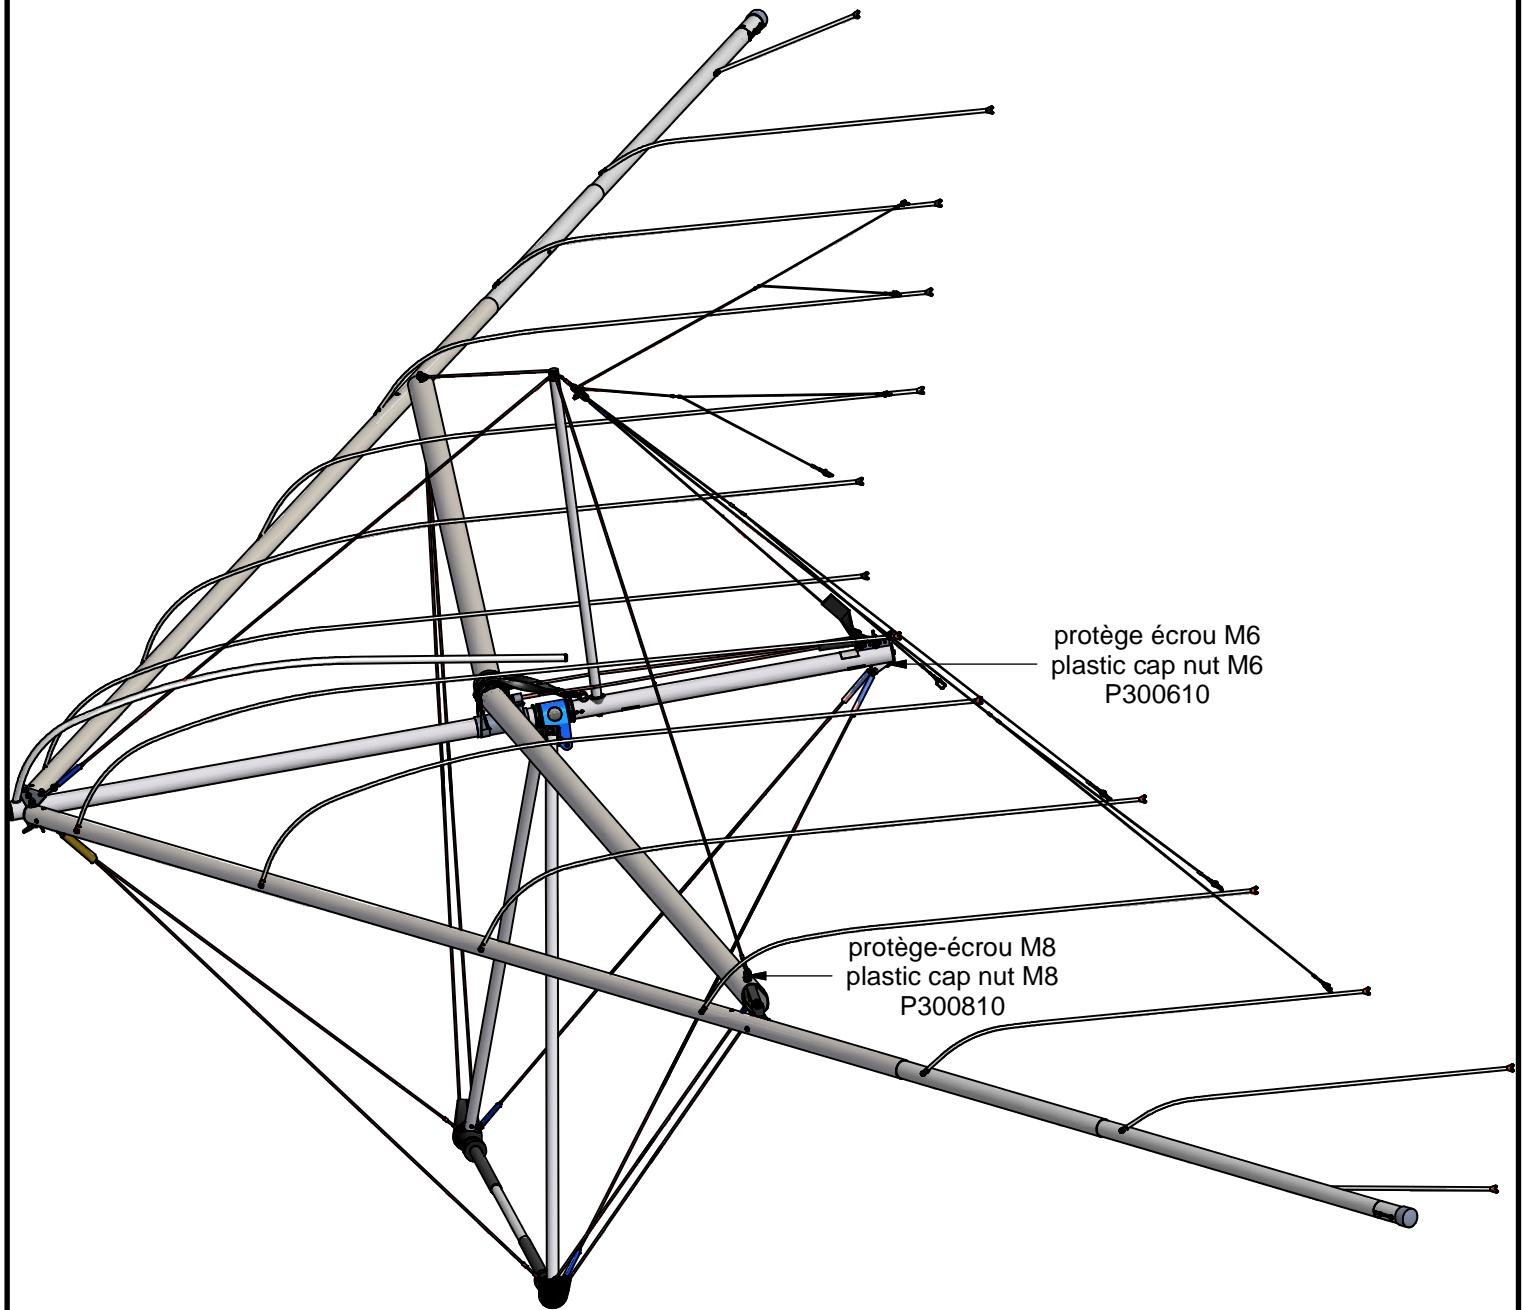 protège écrou M6
plastic cap nut M6
P300610
protège-écrou M8
plastic cap nut M8
P300810